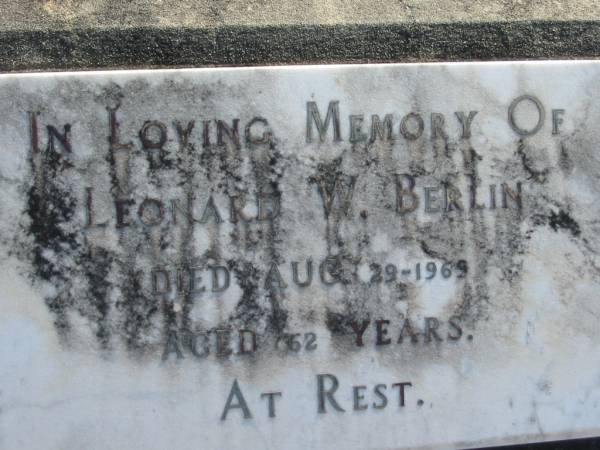 In Loving Memory Of
Leonard W. Berlin
DIED AUG. 29-1969
AGED 62 YEARS.
At Rest.